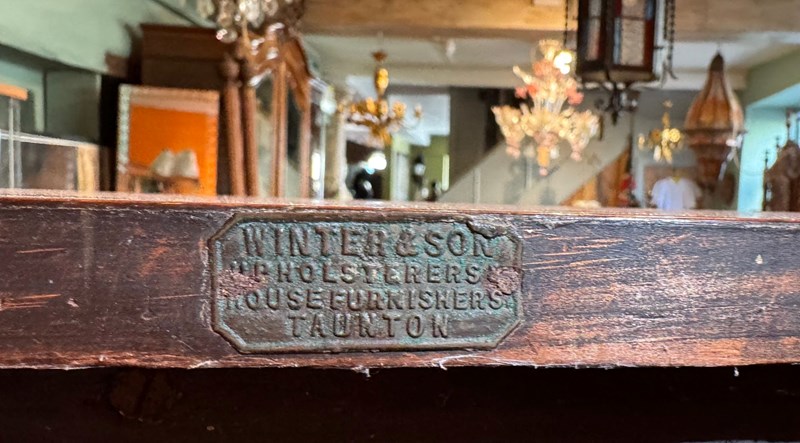 WINTER & SON
UPHOLSTERERS &
HOUSE FURNISHERS
TAUNTON